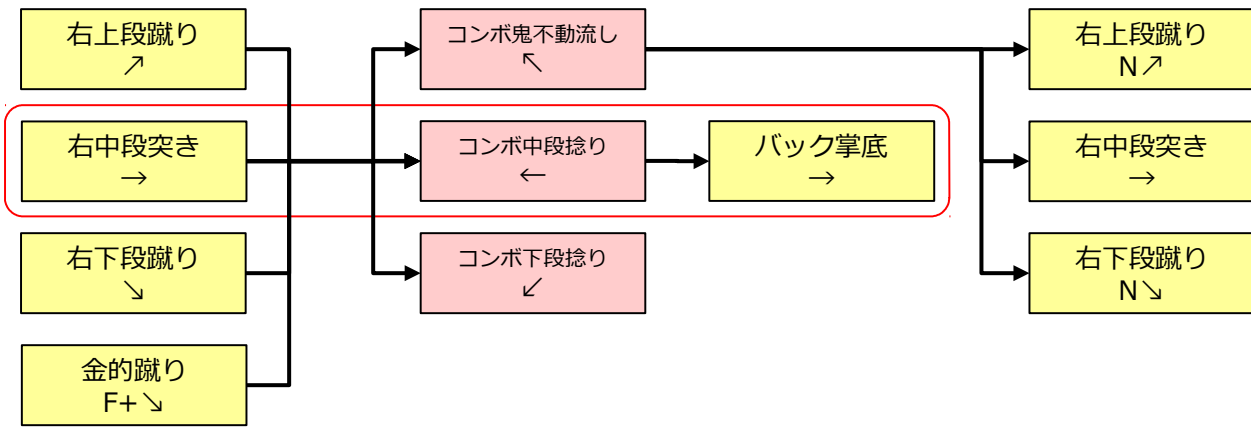 右上段蹴り
↗
コンボ鬼不動流し
↖
右上段蹴り
N↗
右中段突き
→
コンボ中段捻り
←
バック掌底
→
右中段突き
→
右下段蹴り
↘
コンボ下段捻り
↙
右下段蹴り
N↘
金的蹴り
F+↘